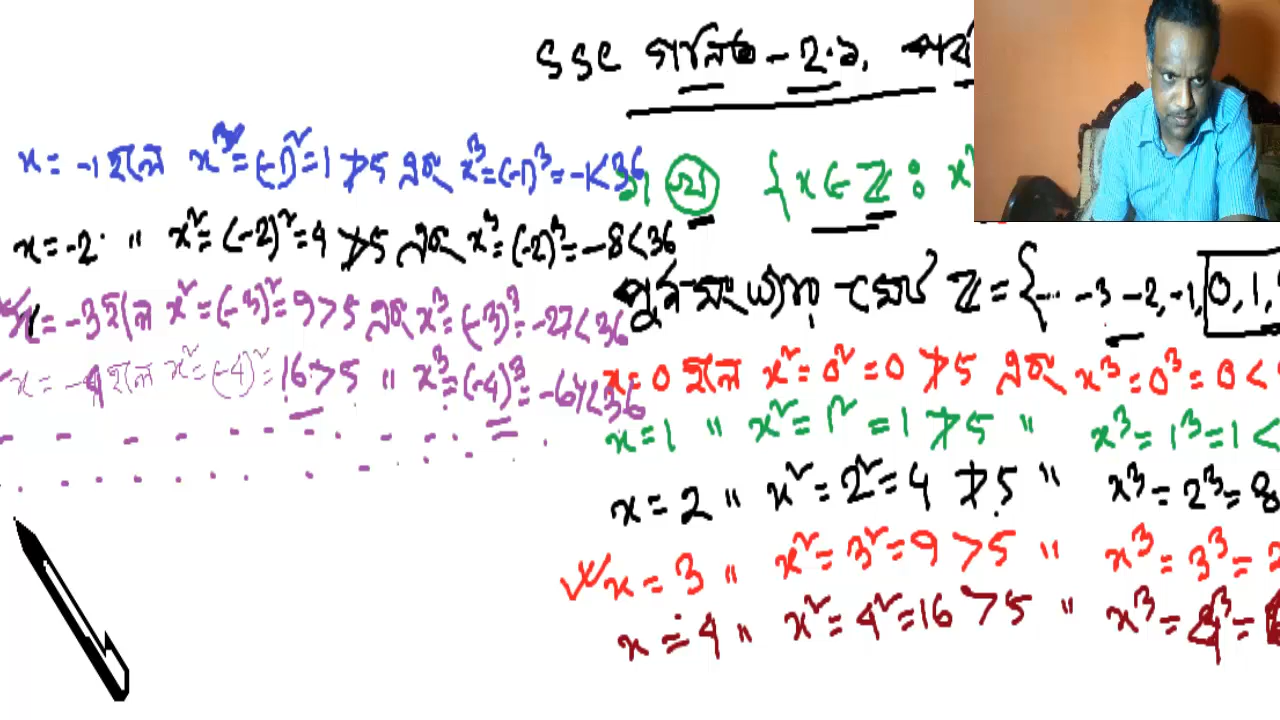 SSC গনিত - 2.১. পর্ব
x = -1 হলে x² = (-1)² = 1 ≯ 5 এবং x³ = (-1)³ = -1 < 36
x = -2 " x² = (-2)² = 4 ≯ 5 এবং x³ = (-2)³ = -8 < 36
x = -3 হলে x² = (-3)² = 9 > 5 এবং x³ = (-3)³ = -27 < 36
x = -4 হলে x² = (-4)² = 16 > 5 " x³ = (-4)³ = -64 < 36
{x ∈ Z : x²
পূর্ন সংখ্যার সেট Z = {... -3 -2, -1, 0, 1,
x = 0 হলে x² = 0² = 0 ≯ 5 এবং x³ = 0³ = 0 <
x = 1 " x² = 1² = 1 ≯ 5 " x³ = 1³ = 1 <
x = 2 " x² = 2² = 4 ≯ 5 " x³ = 2³ = 8
x = 3 " x² = 3² = 9 > 5 " x³ = 3³ = 2
x = 4 " x² = 4² = 16 > 5 " x³ = 4³ =